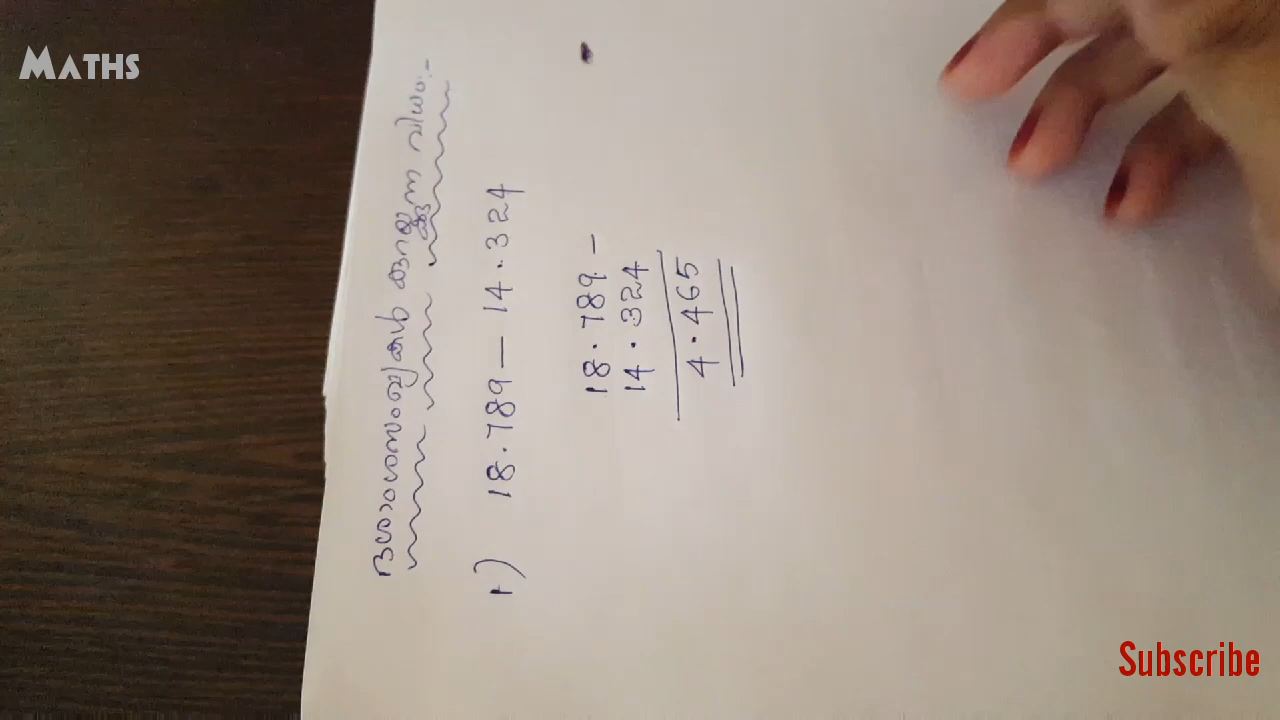 MATHS
ദശാംശസംഖ്യകൾ കുറയ്ക്കുന്ന വിധം:-
1) 18.789 — 14.324
18.789 -
14.324
4.465
Subscribe